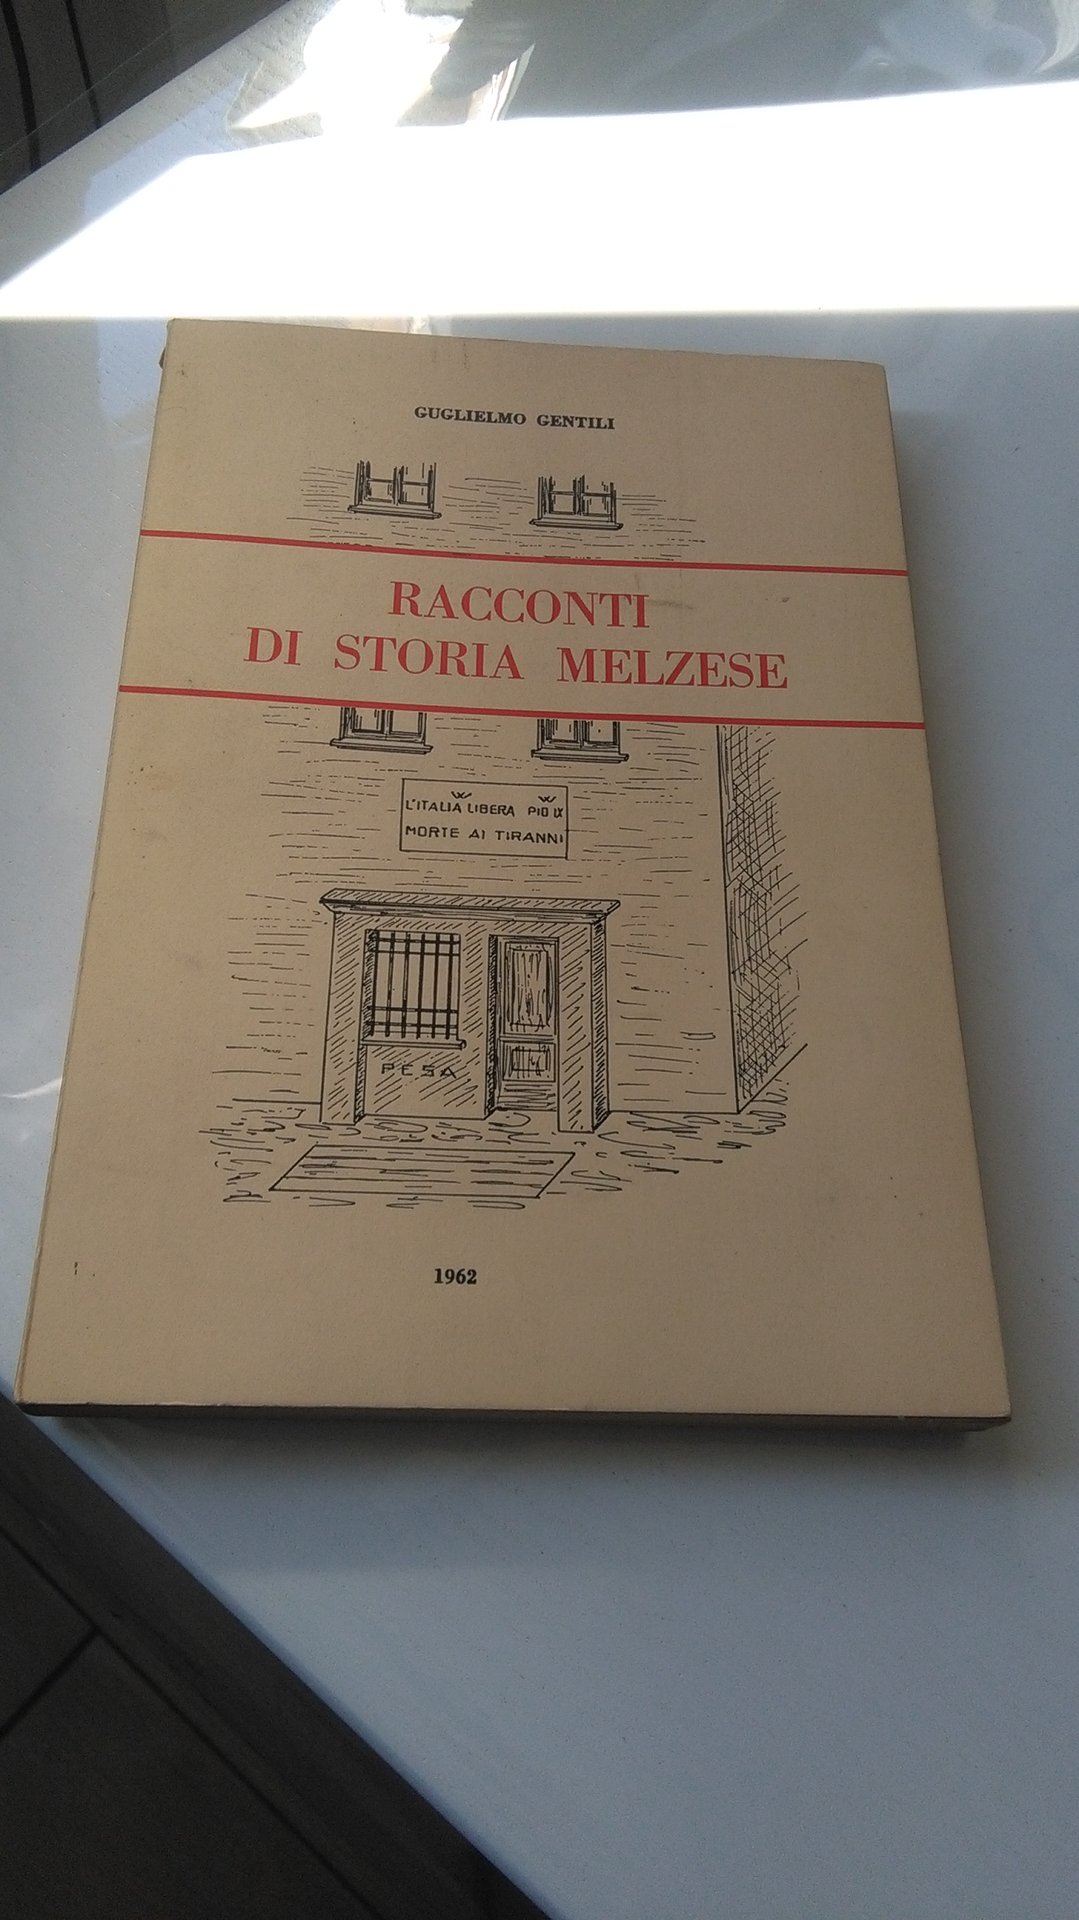 GUGLIELMO GENTILI
RACCONTI
DI STORIA MELZESE
W W
L'ITALIA LIBERA PIO IX
MORTE AI TIRANNI
PESA
1962